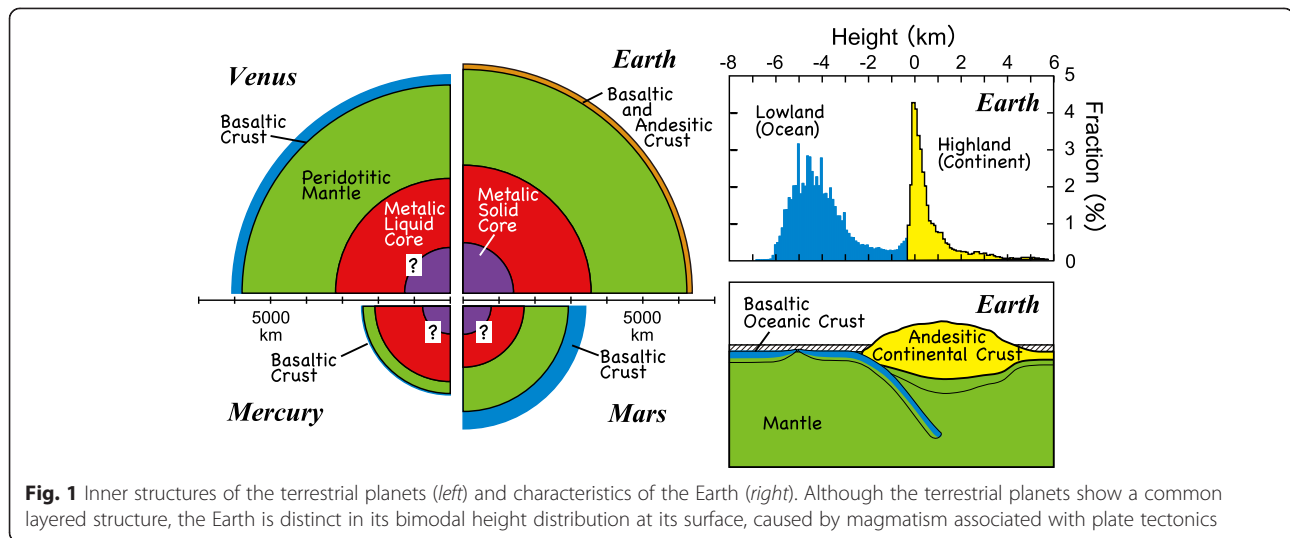 Venus
Basaltic
Crust
Peridotitic
Mantle
Metalic
Liquid
Core
?
Earth
Basaltic
and
Andesitic Crust
Metalic
Solid
Core
5000
km
5000
km
?
?
Basaltic
Crust
Mercury
Basaltic
Crust
Mars
Height (km)
-8 -6 -4 -2 0 2 4 6
Earth
Lowland
(Ocean)
Highland
(Continent)
5
4
3
2
1
0
Fraction (%)
Earth
Basaltic
Oceanic Crust
Andesitic
Continental Crust
Mantle
Fig. 1 Inner structures of the terrestrial planets (left) and characteristics of the Earth (right). Although the terrestrial planets show a common
layered structure, the Earth is distinct in its bimodal height distribution at its surface, caused by magmatism associated with plate tectonics